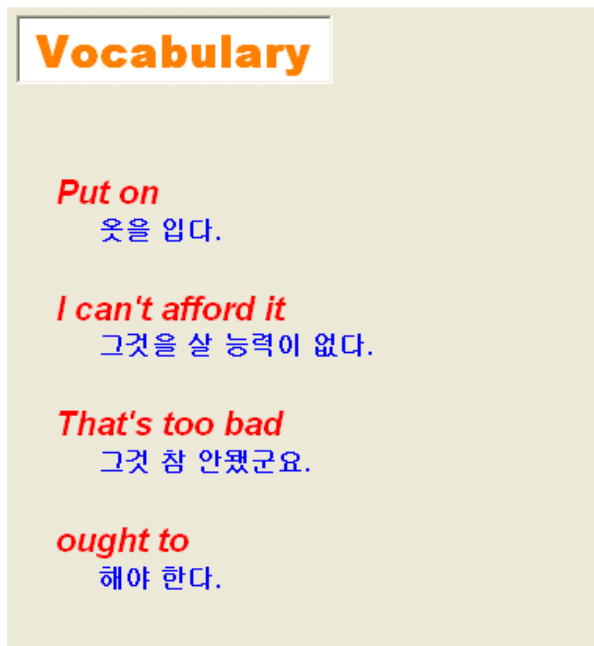 Vocabulary
Put on
옷을 입다.
I can't afford it
그것을 살 능력이 없다.
That's too bad
그것 참 안됐군요.
ought to
해야 한다.